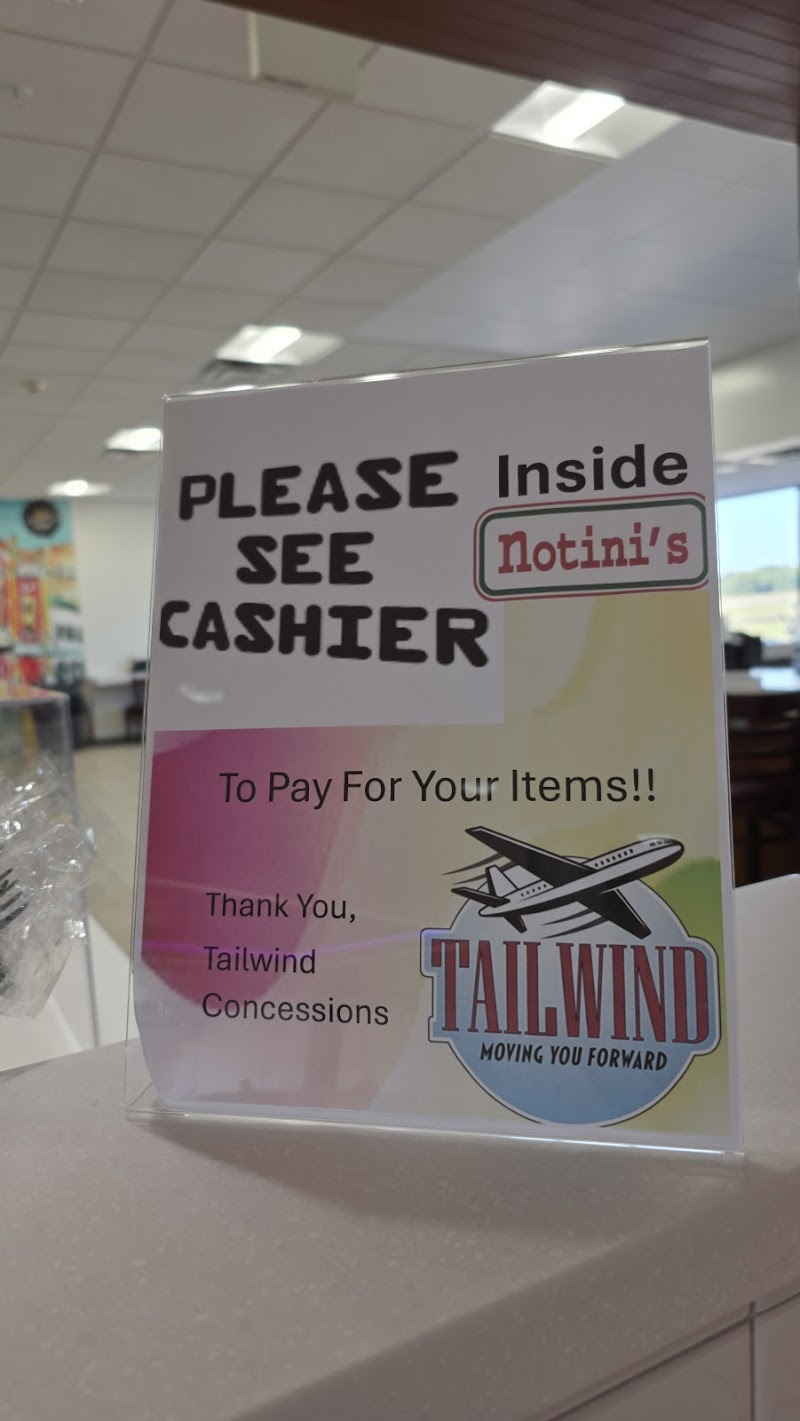 PLEASE
SEE
CASHIER
Inside
Notini's
To Pay For Your Items!!
Thank You,
Tailwind
Concessions
TAILWIND
MOVING YOU FORWARD